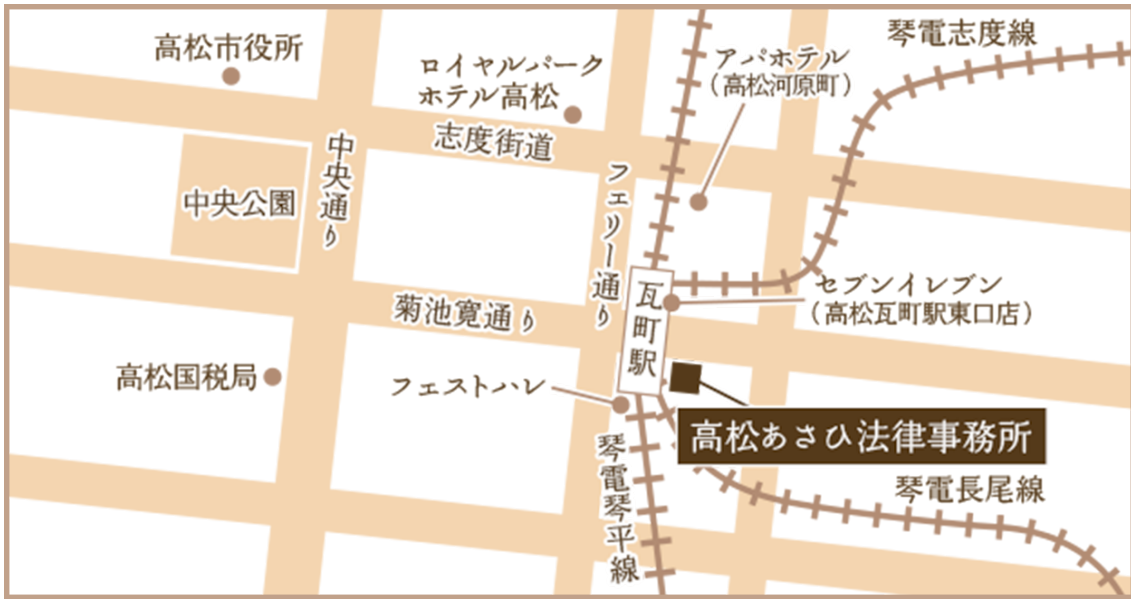 琴電志度線
高松市役所
ロイヤルパーク
ホテル高松
アパホテル
（高松河原町）
志度街道
中央通り
中央公園
フェリー通り
瓦町駅
セブンイレブン
（高松瓦町駅東口店）
菊池寛通り
高松国税局
フェストハレ
高松あさひ法律事務所
琴電琴平線
琴電長尾線